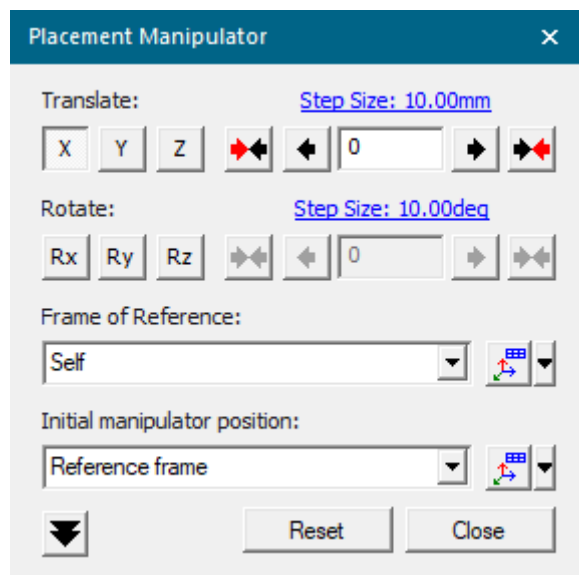 Placement Manipulator
Translate: Step Size: 10.00mm
X Y Z 0
Rotate: Step Size: 10.00deg
Rx Ry Rz 0
Frame of Reference:
Self
Initial manipulator position:
Reference frame
Reset Close